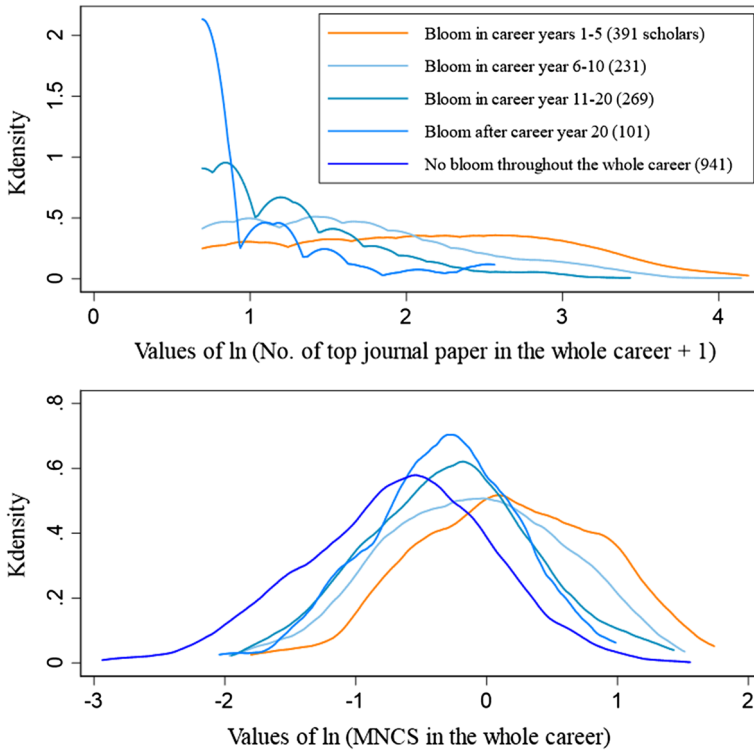 Kdensity
2
1.5
1
.5
0
Bloom in career years 1-5 (391 scholars)
Bloom in career year 6-10 (231)
Bloom in career year 11-20 (269)
Bloom after career year 20 (101)
No bloom throughout the whole career (941)
0 1 2 3 4
Values of ln (No. of top journal paper in the whole career + 1)
Kdensity
.8
.6
.4
.2
0
-3 -2 -1 0 1 2
Values of ln (MNCS in the whole career)